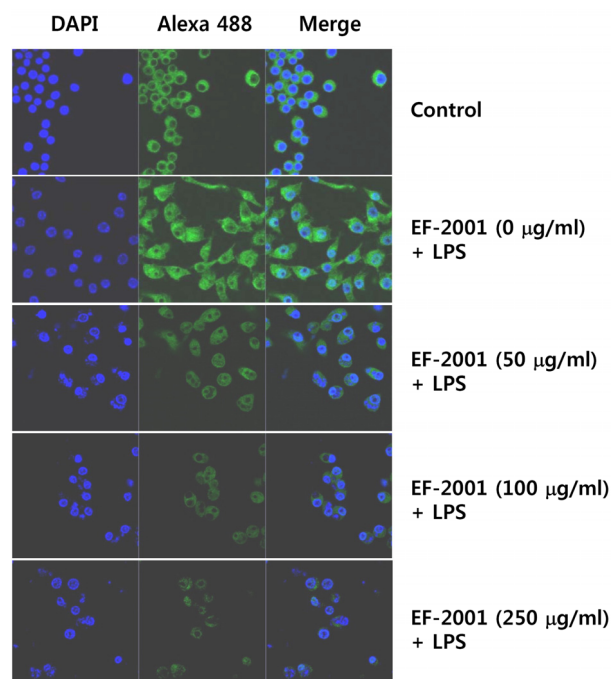 DAPI Alexa 488 Merge
Control
EF-2001 (0 μg/ml)
+ LPS
EF-2001 (50 μg/ml)
+ LPS
EF-2001 (100 μg/ml)
+ LPS
EF-2001 (250 μg/ml)
+ LPS